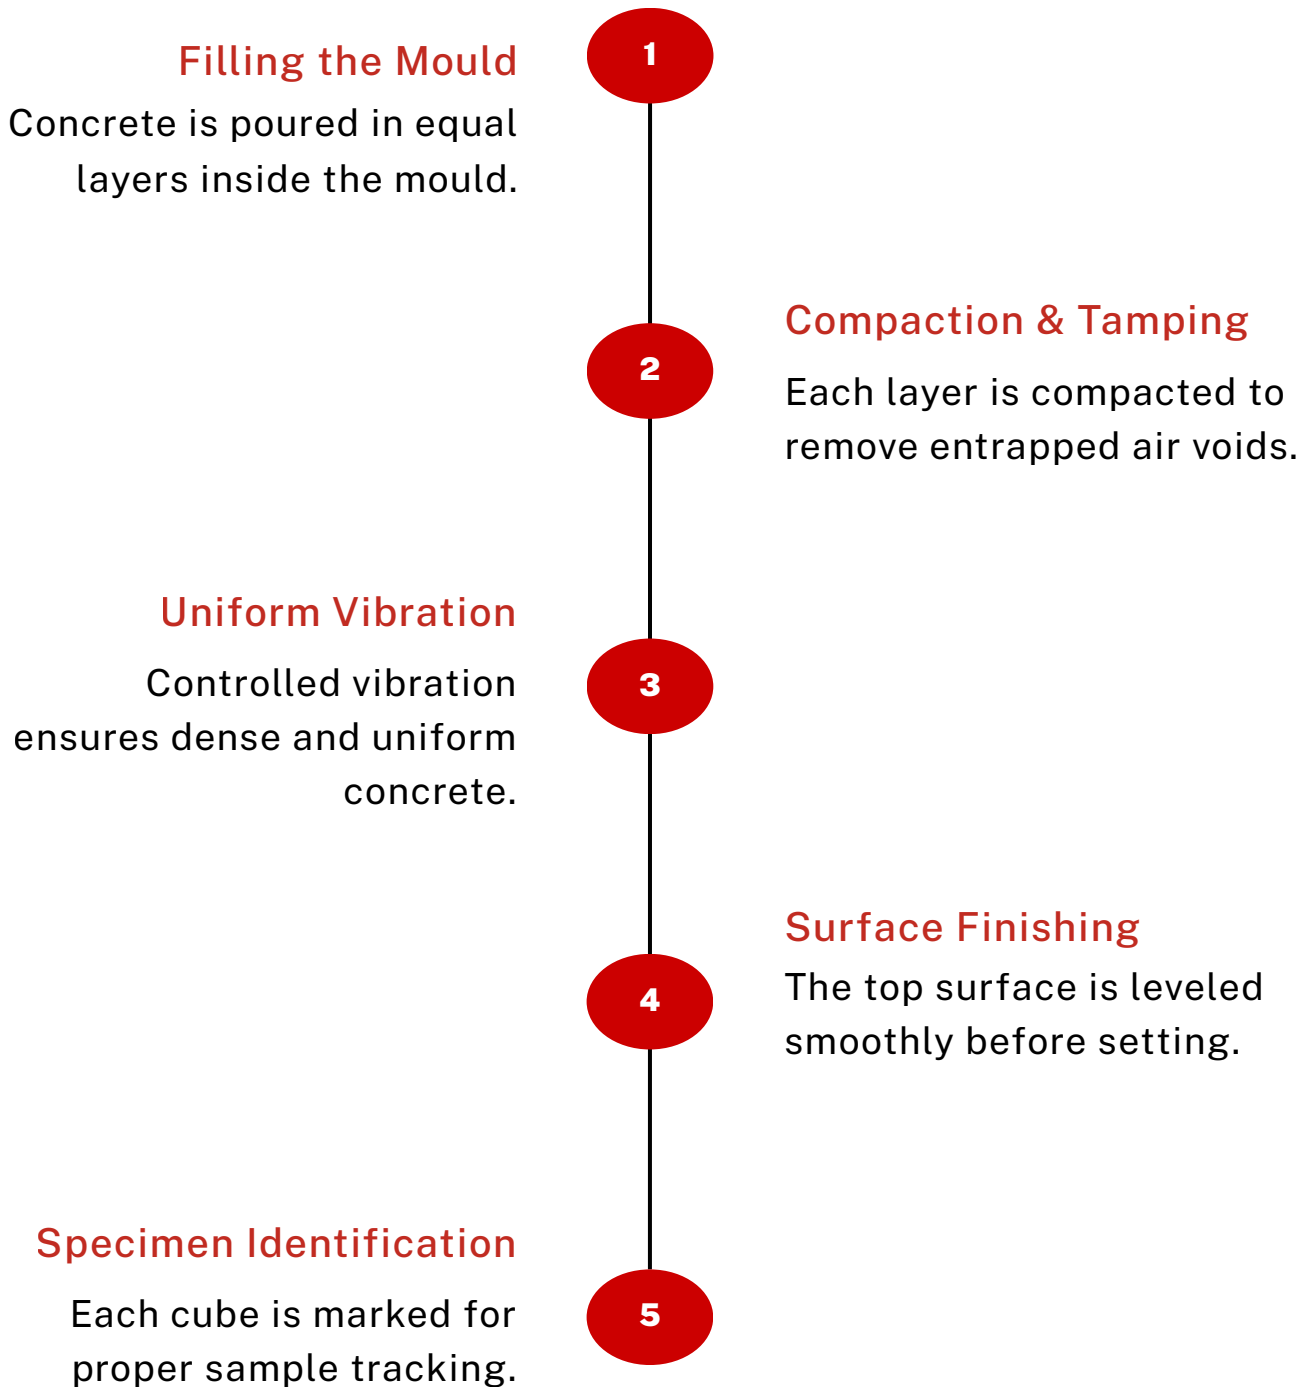 1
Filling the Mould
Concrete is poured in equal
layers inside the mould.
2
Compaction & Tamping
Each layer is compacted to
remove entrapped air voids.
3
Uniform Vibration
Controlled vibration
ensures dense and uniform
concrete.
4
Surface Finishing
The top surface is leveled
smoothly before setting.
5
Specimen Identification
Each cube is marked for
proper sample tracking.